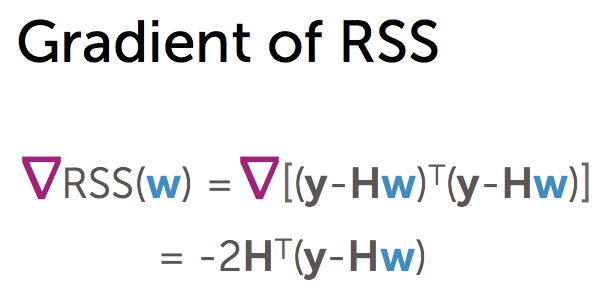 Gradient of RSS
∇RSS(w) = ∇[(y-Hw)ᵀ(y-Hw)]
= -2Hᵀ(y-Hw)